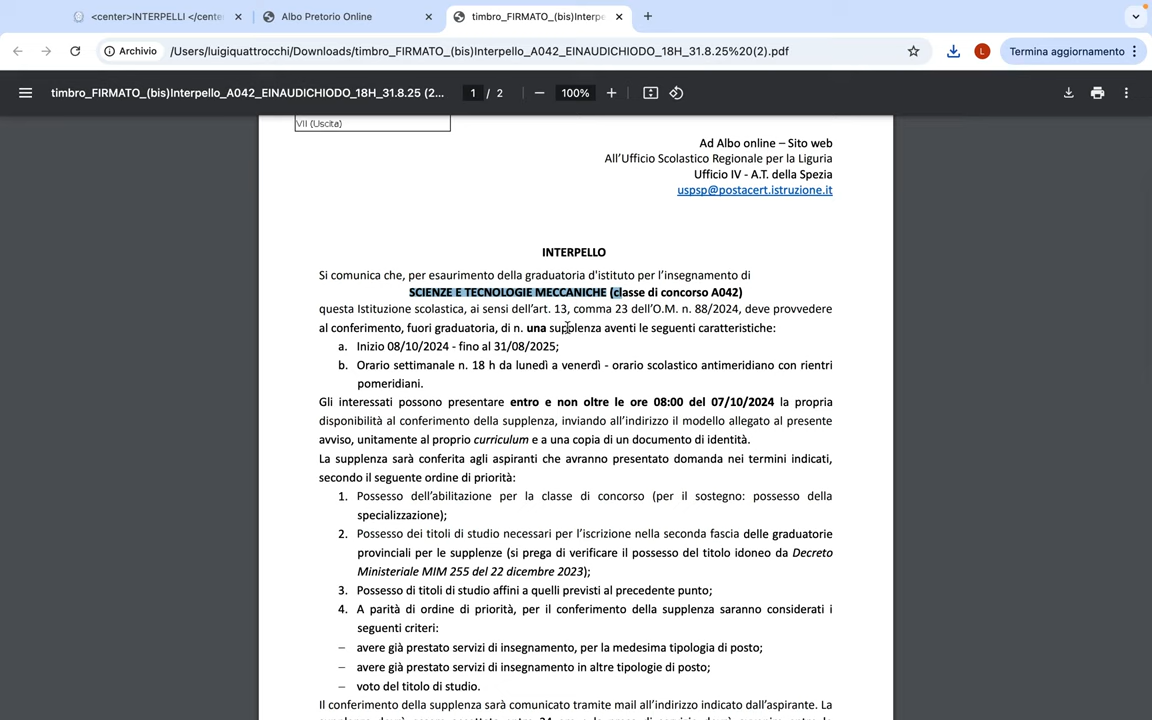 <center>INTERPELLI </cente
Albo Pretorio Online
timbro_FIRMATO_(bis)Interpe
Archivio
/Users/luigiquattrocchi/Downloads/timbro_FIRMATO_(bis)Interpello_A042_EINAUDICHIODO_18H_31.8.25%20(2).pdf
L
Termina aggiornamento
timbro_FIRMATO_(bis)Interpello_A042_EINAUDICHIODO_18H_31.8.25 (2...
1 / 2
100%
VII (Uscita)
Ad Albo online – Sito web
All'Ufficio Scolastico Regionale per la Liguria
Ufficio IV - A.T. della Spezia
uspsp@postacert.istruzione.it
INTERPELLO
Si comunica che, per esaurimento della graduatoria d'istituto per l'insegnamento di
SCIENZE E TECNOLOGIE MECCANICHE (classe di concorso A042)
questa Istituzione scolastica, ai sensi dell'art. 13, comma 23 dell'O.M. n. 88/2024, deve provvedere
al conferimento, fuori graduatoria, di n. una supplenza aventi le seguenti caratteristiche:
a. Inizio 08/10/2024 - fino al 31/08/2025;
b. Orario settimanale n. 18 h da lunedì a venerdì - orario scolastico antimeridiano con rientri
pomeridiani.
Gli interessati possono presentare entro e non oltre le ore 08:00 del 07/10/2024 la propria
disponibilità al conferimento della supplenza, inviando all'indirizzo il modello allegato al presente
avviso, unitamente al proprio curriculum e a una copia di un documento di identità.
La supplenza sarà conferita agli aspiranti che avranno presentato domanda nei termini indicati,
secondo il seguente ordine di priorità:
1. Possesso dell'abilitazione per la classe di concorso (per il sostegno: possesso della
specializzazione);
2. Possesso dei titoli di studio necessari per l'iscrizione nella seconda fascia delle graduatorie
provinciali per le supplenze (si prega di verificare il possesso del titolo idoneo da Decreto
Ministeriale MIM 255 del 22 dicembre 2023);
3. Possesso di titoli di studio affini a quelli previsti al precedente punto;
4. A parità di ordine di priorità, per il conferimento della supplenza saranno considerati i
seguenti criteri:
– avere già prestato servizi di insegnamento, per la medesima tipologia di posto;
– avere già prestato servizi di insegnamento in altre tipologie di posto;
– voto del titolo di studio.
Il conferimento della supplenza sarà comunicato tramite mail all'indirizzo indicato dall'aspirante. La